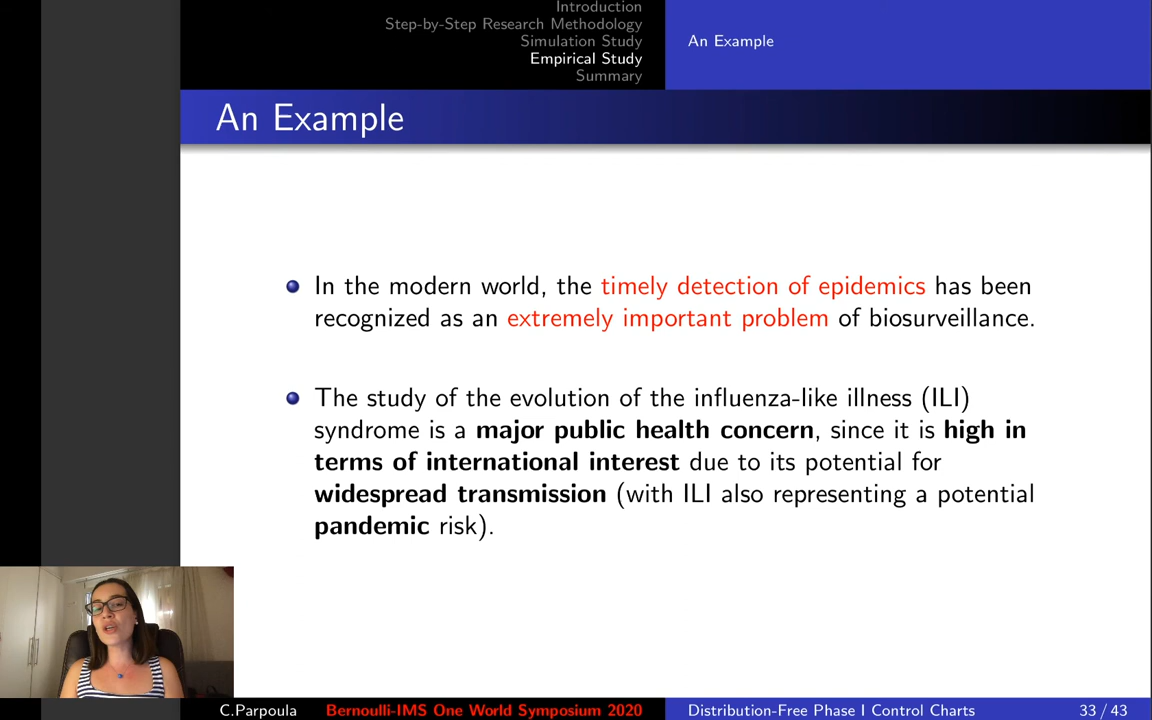 Introduction
Step-by-Step Research Methodology
Simulation Study
Empirical Study
Summary
An Example
An Example
In the modern world, the timely detection of epidemics has been
recognized as an extremely important problem of biosurveillance.
The study of the evolution of the influenza-like illness (ILI)
syndrome is a major public health concern, since it is high in
terms of international interest due to its potential for
widespread transmission (with ILI also representing a potential
pandemic risk).
C.Parpoula Bernoulli-IMS One World Symposium 2020 Distribution-Free Phase I Control Charts 33 / 43